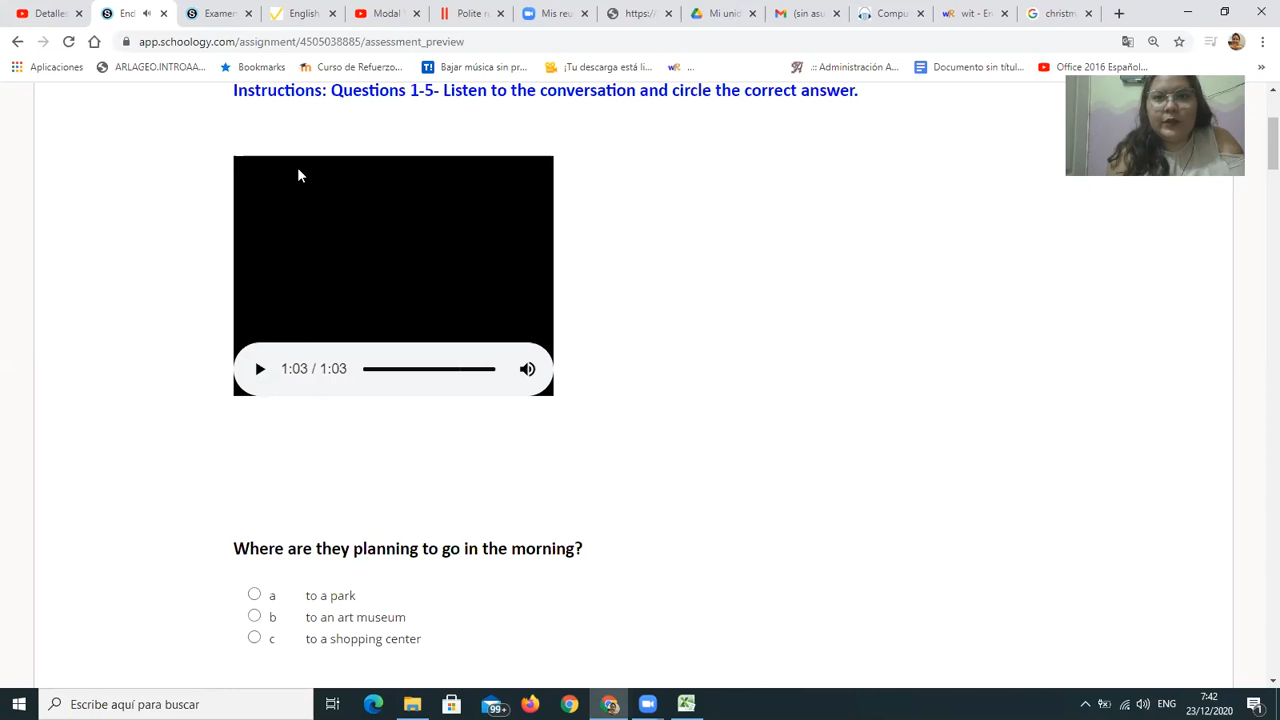 Detalles
End
Examen
English
Modal
Polite r
Mis reu
https:/
Mi unic
(sin asu
Compu
wit - En
christm
app.schoology.com/assignment/4505038885/assessment_preview
Aplicaciones
ARLAGEO.INTROAA...
Bookmarks
Curso de Refuerzo...
Bajar música sin pr...
¡Tu descarga está li...
...
.:: Administración A...
Documento sin títul...
Office 2016 Español...
Instructions: Questions 1-5- Listen to the conversation and circle the correct answer.
1:03 / 1:03
Where are they planning to go in the morning?
a to a park
b to an art museum
c to a shopping center
Escribe aquí para buscar
99+
ENG
7:42
23/12/2020
1